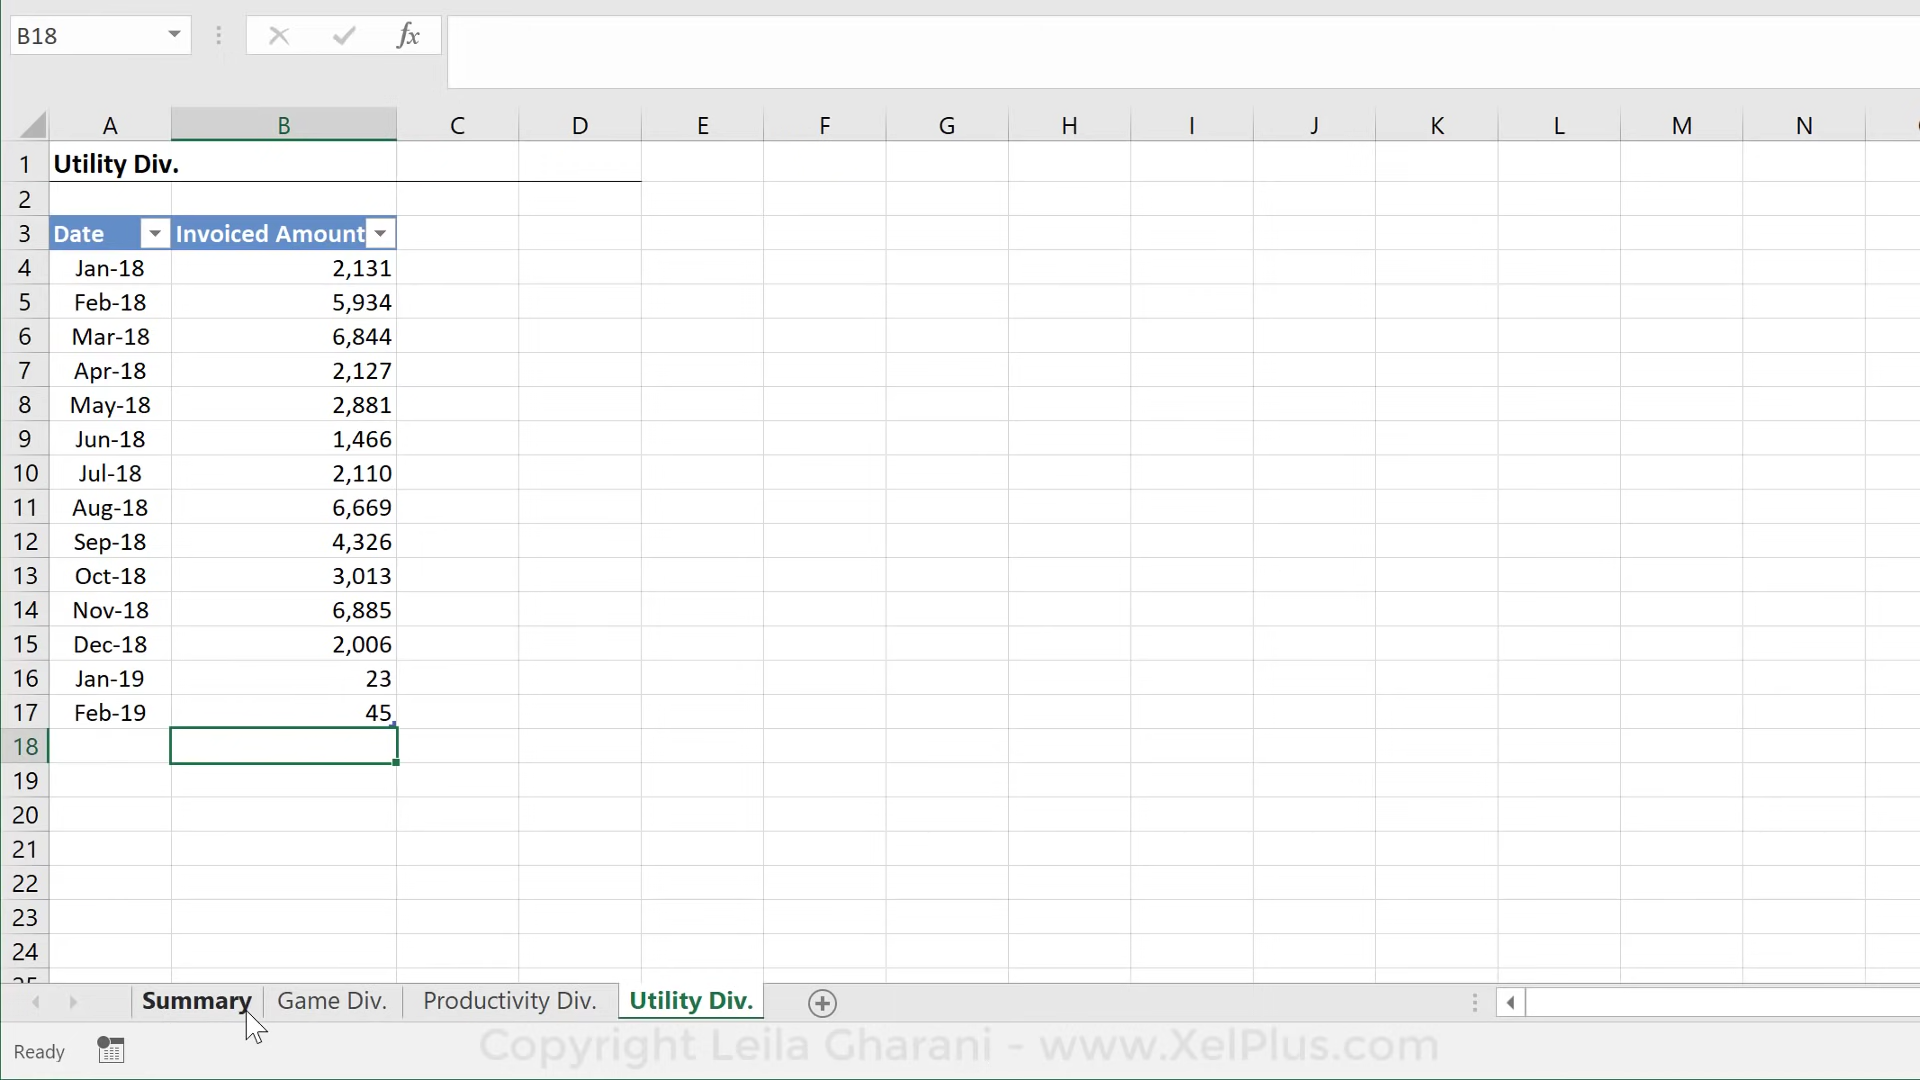 B18 fx
A B C D E F G H I J K L M N
1 Utility Div.
2
3 Date Invoiced Amount
4 Jan-18 2,131
5 Feb-18 5,934
6 Mar-18 6,844
7 Apr-18 2,127
8 May-18 2,881
9 Jun-18 1,466
10 Jul-18 2,110
11 Aug-18 6,669
12 Sep-18 4,326
13 Oct-18 3,013
14 Nov-18 6,885
15 Dec-18 2,006
16 Jan-19 23
17 Feb-19 45
18
19
20
21
22
23
24
25
Summary Game Div. Productivity Div. Utility Div.
Ready
Copyright Leila Gharani - www.XelPlus.com